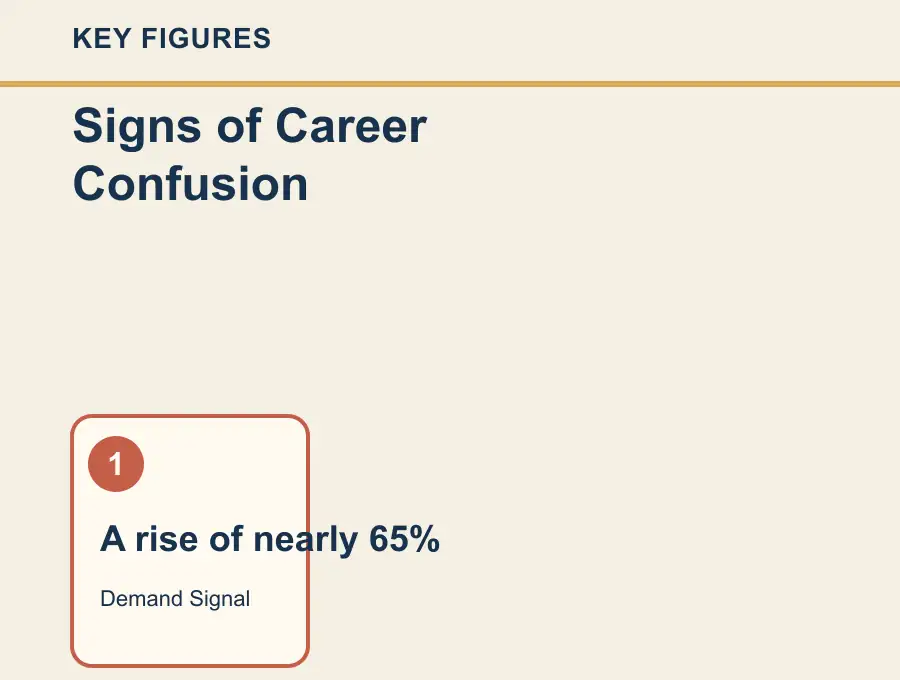 KEY FIGURES
Signs of Career
Confusion
1
A rise of nearly 65%
Demand Signal